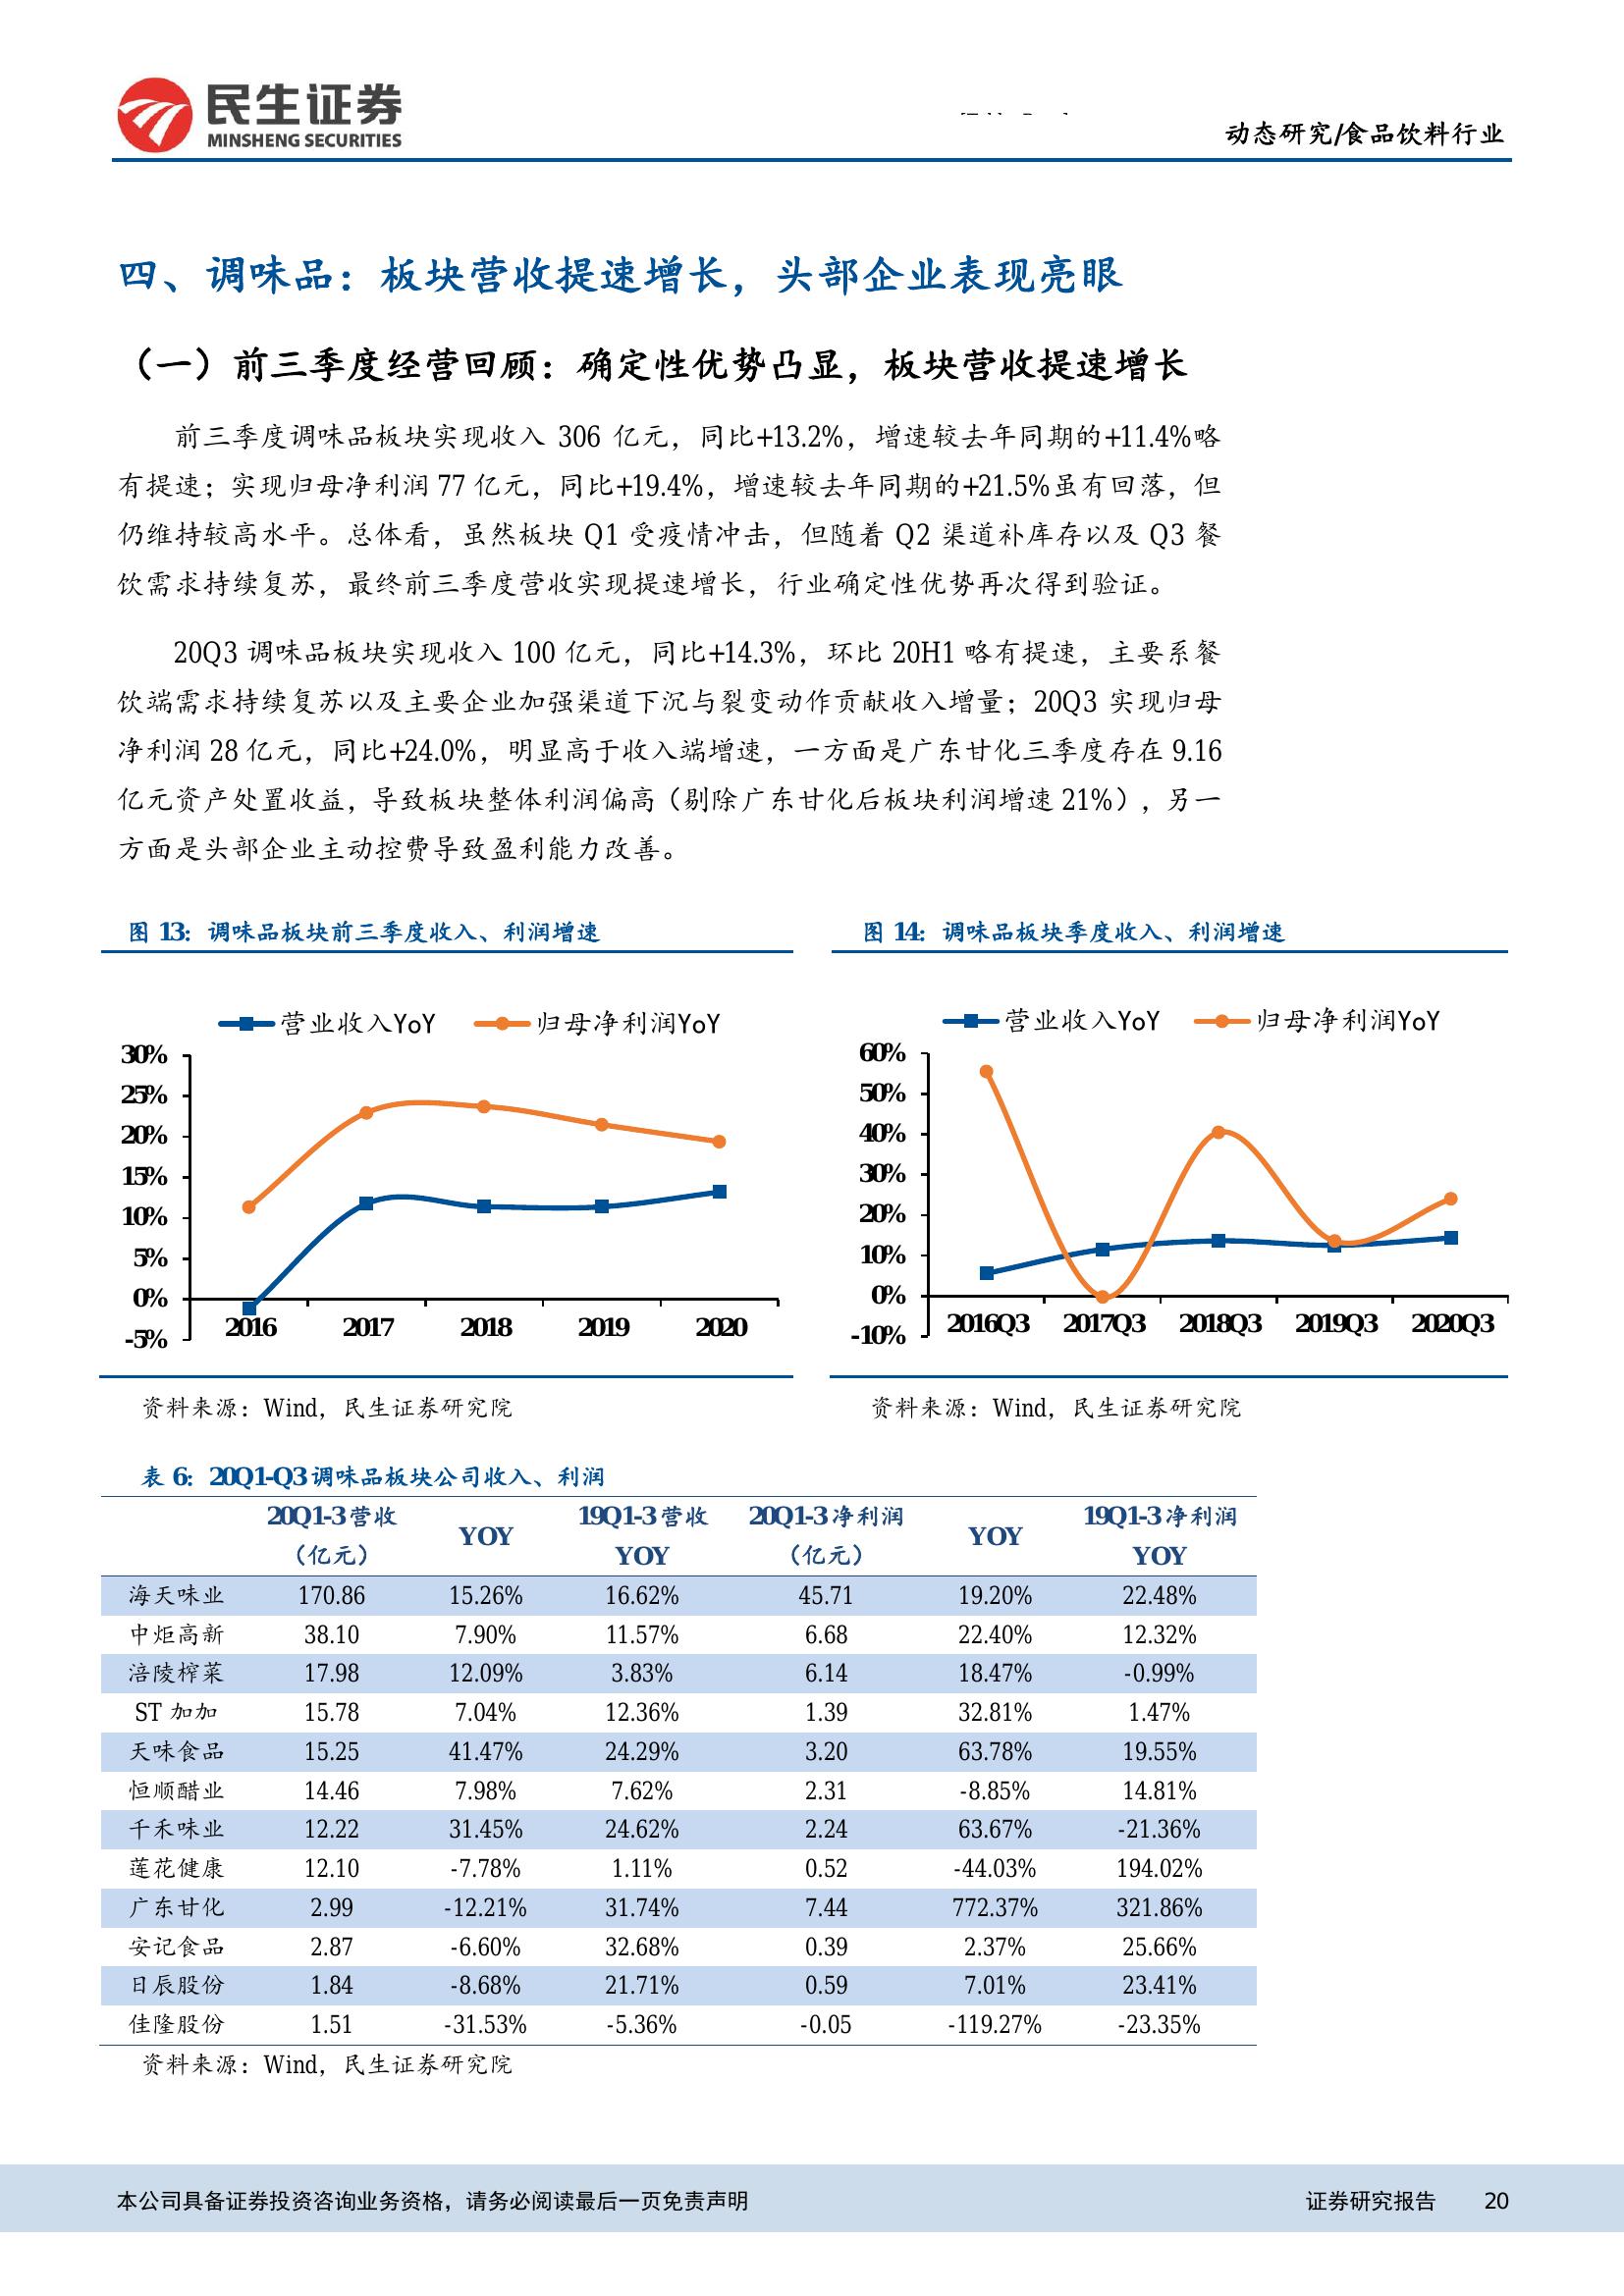 民生证券
MINSHENG SECURITIES
动态研究/食品饮料行业
四、调味品：板块营收提速增长，头部企业表现亮眼
（一）前三季度经营回顾：确定性优势凸显，板块营收提速增长
前三季度调味品板块实现收入 306 亿元，同比+13.2%，增速较去年同期的+11.4%略
有提速；实现归母净利润 77 亿元，同比+19.4%，增速较去年同期的+21.5%虽有回落，但
仍维持较高水平。总体看，虽然板块 Q1 受疫情冲击，但随着 Q2 渠道补库存以及 Q3 餐
饮需求持续复苏，最终前三季度营收实现提速增长，行业确定性优势再次得到验证。
20Q3 调味品板块实现收入 100 亿元，同比+14.3%，环比 20H1 略有提速，主要系餐
饮端需求持续复苏以及主要企业加强渠道下沉与裂变动作贡献收入增量；20Q3 实现归母
净利润 28 亿元，同比+24.0%，明显高于收入端增速，一方面是广东甘化三季度存在 9.16
亿元资产处置收益，导致板块整体利润偏高（剔除广东甘化后板块利润增速 21%），另一
方面是头部企业主动控费导致盈利能力改善。
图 13：调味品板块前三季度收入、利润增速
营业收入YoY 归母净利润YoY
30%
25%
20%
15%
10%
5%
0%
-5%
2016 2017 2018 2019 2020
资料来源：Wind，民生证券研究院
图 14：调味品板块季度收入、利润增速
营业收入YoY 归母净利润YoY
60%
50%
40%
30%
20%
10%
0%
-10%
2016Q3 2017Q3 2018Q3 2019Q3 2020Q3
资料来源：Wind，民生证券研究院
表 6：20Q1-Q3 调味品板块公司收入、利润
20Q1-3 营收（亿元） YOY 19Q1-3 营收 YOY 20Q1-3 净利润（亿元） YOY 19Q1-3 净利润 YOY
海天味业 170.86 15.26% 16.62% 45.71 19.20% 22.48%
中炬高新 38.10 7.90% 11.57% 6.68 22.40% 12.32%
涪陵榨菜 17.98 12.09% 3.83% 6.14 18.47% -0.99%
ST 加加 15.78 7.04% 12.36% 1.39 32.81% 1.47%
天味食品 15.25 41.47% 24.29% 3.20 63.78% 19.55%
恒顺醋业 14.46 7.98% 7.62% 2.31 -8.85% 14.81%
千禾味业 12.22 31.45% 24.62% 2.24 63.67% -21.36%
莲花健康 12.10 -7.78% 1.11% 0.52 -44.03% 194.02%
广东甘化 2.99 -12.21% 31.74% 7.44 772.37% 321.86%
安记食品 2.87 -6.60% 32.68% 0.39 2.37% 25.66%
日辰股份 1.84 -8.68% 21.71% 0.59 7.01% 23.41%
佳隆股份 1.51 -31.53% -5.36% -0.05 -119.27% -23.35%
资料来源：Wind，民生证券研究院
本公司具备证券投资咨询业务资格，请务必阅读最后一页免责声明
证券研究报告 20